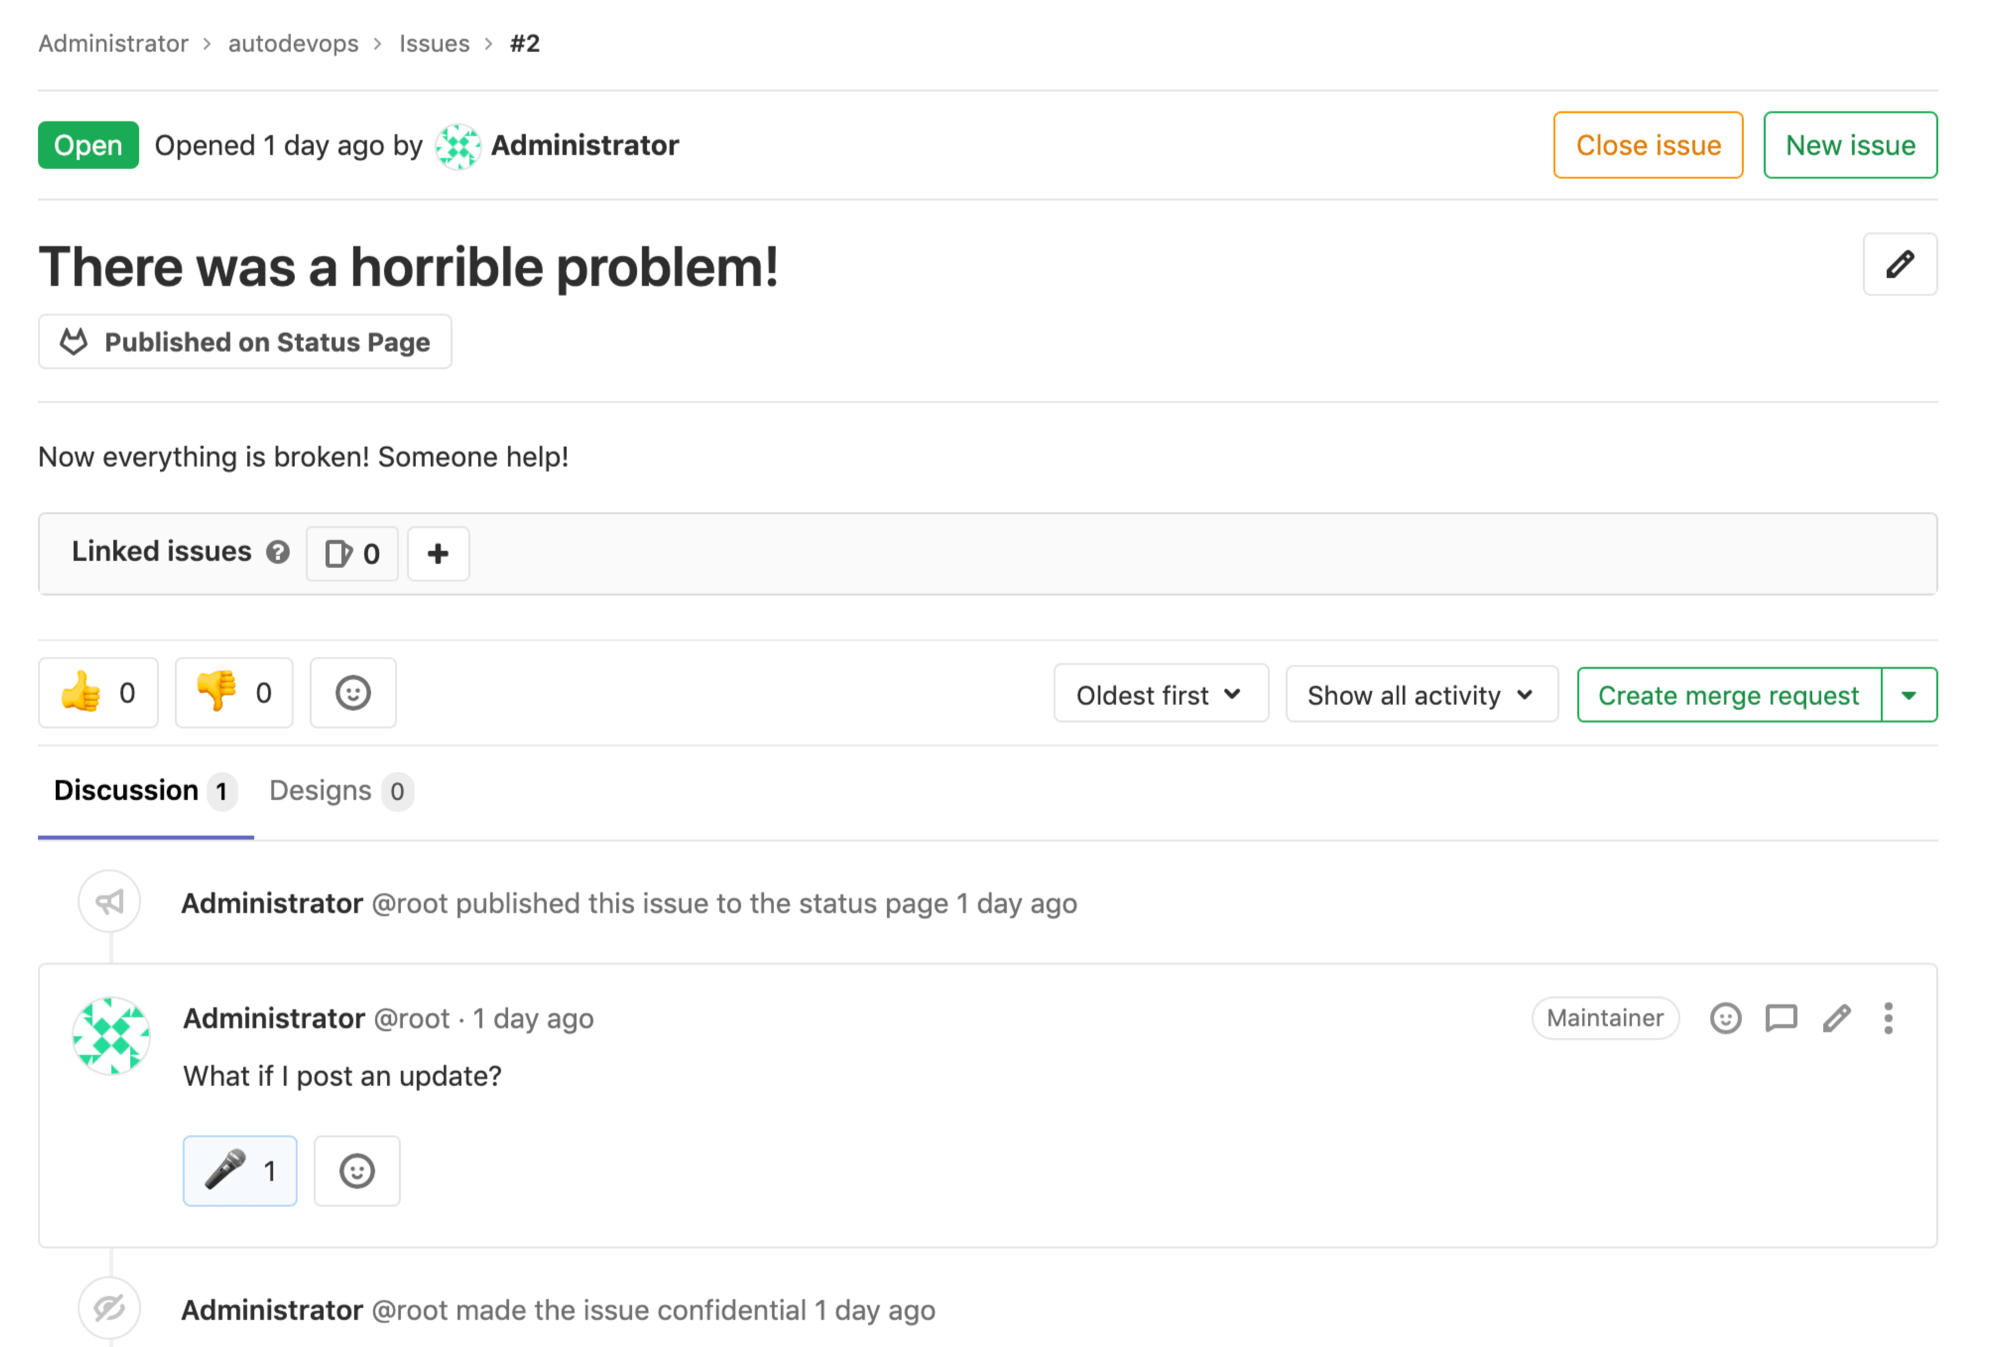 Administrator > autodevops > Issues > #2
Open Opened 1 day ago by Administrator Close issue New issue
There was a horrible problem!
Published on Status Page
Now everything is broken! Someone help!
Linked issues ? 0 +
0 0 Oldest first Show all activity Create merge request
Discussion 1 Designs 0
Administrator @root published this issue to the status page 1 day ago
Administrator @root · 1 day ago Maintainer
What if I post an update?
1
Administrator @root made the issue confidential 1 day ago